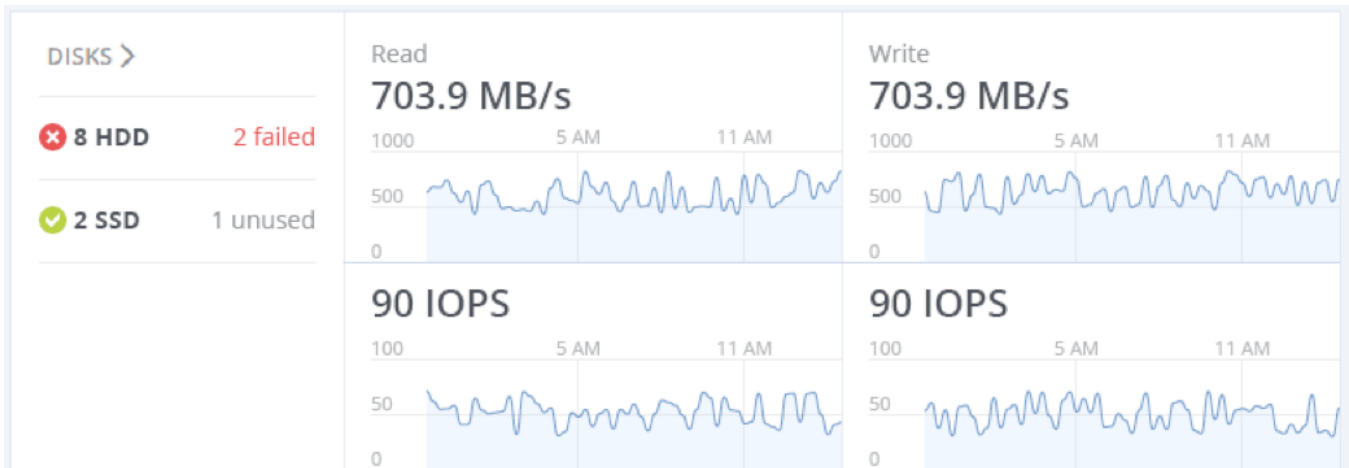 DISKS
8 HDD 2 failed
2 SSD 1 unused
Read
703.9 MB/s
1000 5 AM 11 AM
500
0
90 IOPS
100 5 AM 11 AM
50
0
Write
703.9 MB/s
1000 5 AM 11 AM
500
0
90 IOPS
100 5 AM 11 AM
50
0